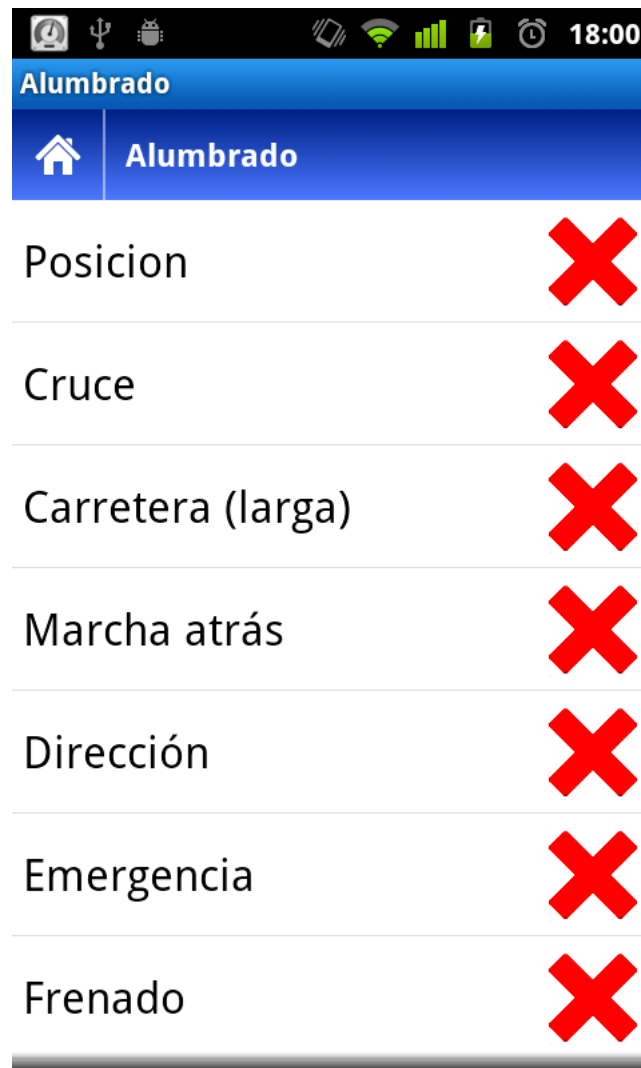 18:00
Alumbrado
Alumbrado
Posicion
Cruce
Carretera (larga)
Marcha atrás
Dirección
Emergencia
Frenado